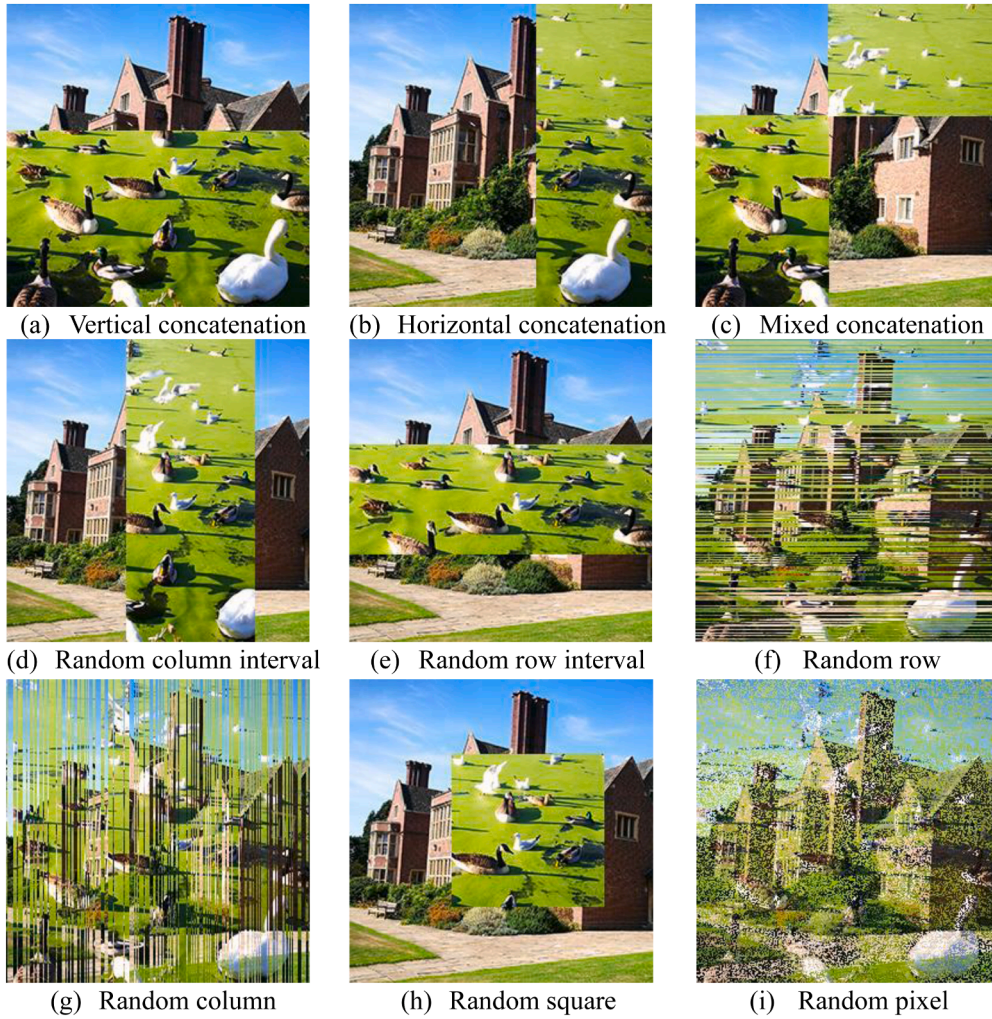 (a) Vertical concatenation
(b) Horizontal concatenation
(c) Mixed concatenation
(d) Random column interval
(e) Random row interval
(f) Random row
(g) Random column
(h) Random square
(i) Random pixel